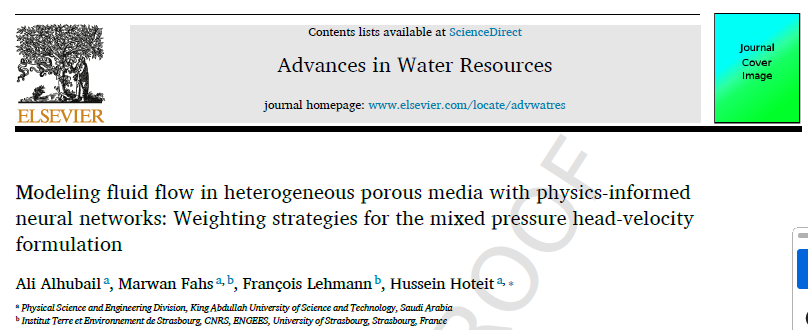 Contents lists available at ScienceDirect
Advances in Water Resources
journal homepage: www.elsevier.com/locate/advwatres
ELSEVIER
Journal
Cover
Image
Modeling fluid flow in heterogeneous porous media with physics-informed
neural networks: Weighting strategies for the mixed pressure head-velocity
formulation
Ali Alhubail a, Marwan Fahs a, b, François Lehmann b, Hussein Hoteit a, *
a Physical Science and Engineering Division, King Abdullah University of Science and Technology, Saudi Arabia
b Institut Terre et Environnement de Strasbourg, CNRS, ENGEES, University of Strasbourg, Strasbourg, France
ROOF